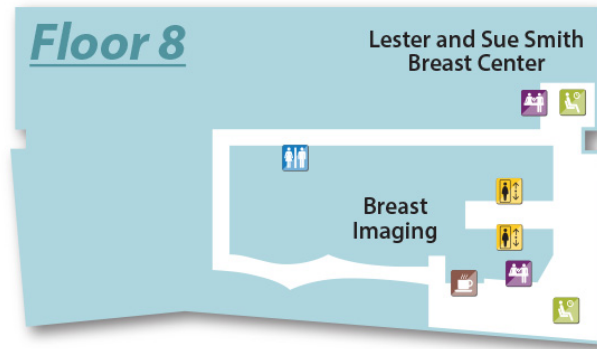 Floor 8
Lester and Sue Smith
Breast Center
Breast
Imaging